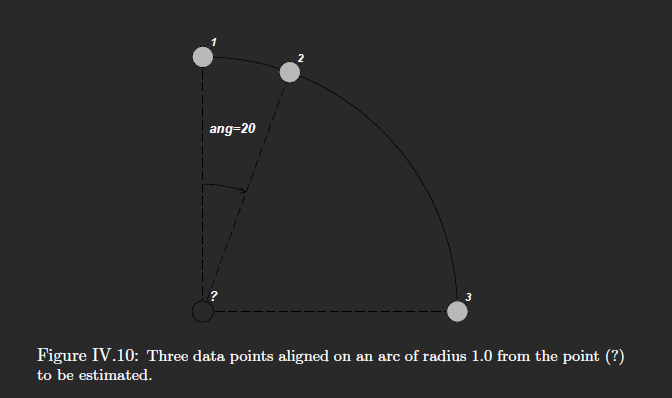 1
2
ang=20
?
3
Figure IV.10: Three data points aligned on an arc of radius 1.0 from the point (?)
to be estimated.